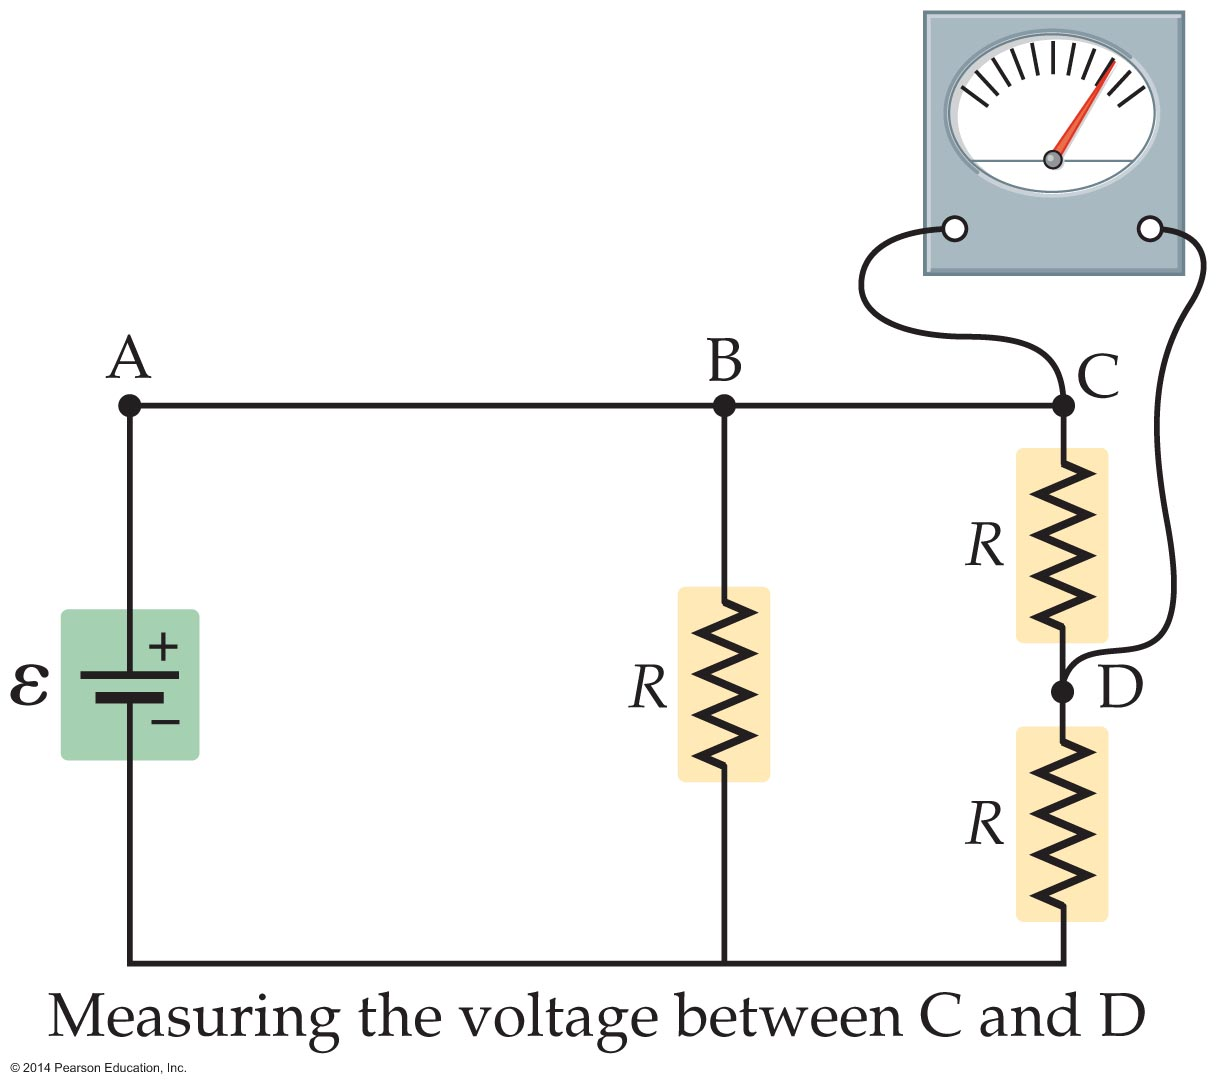 A
B
C
R
+
ε
R
D
−
R
Measuring the voltage between C and D
© 2014 Pearson Education, Inc.